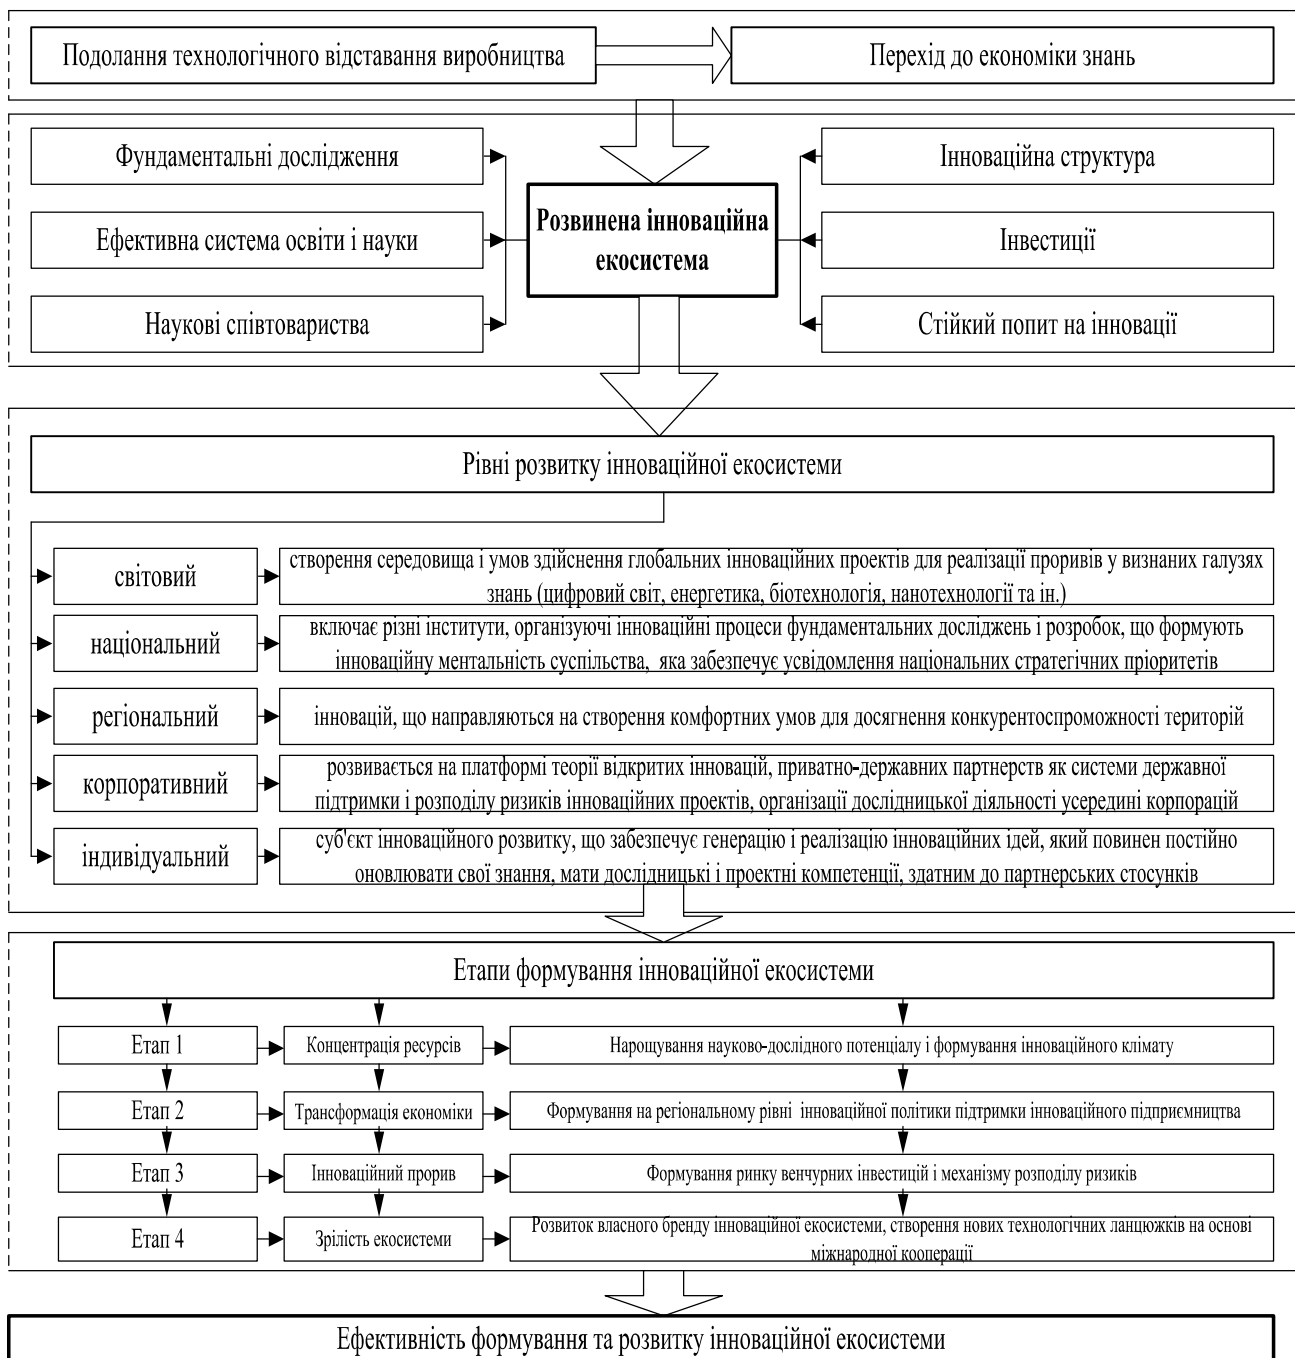 Подолання технологічного відставання виробництва
Перехід до економіки знань
Фундаментальні дослідження
Ефективна система освіти і науки
Наукові співтовариства
Розвинена інноваційна
екосистема
Інноваційна структура
Інвестиції
Стійкий попит на інновації
Рівні розвитку інноваційної екосистеми
світовий
створення середовища і умов здійснення глобальних інноваційних проектів для реалізації проривів у визнаних галузях
знань (цифровий світ, енергетика, біотехнологія, нанотехнології та ін.)
національний
включає різні інститути, організуючі інноваційні процеси фундаментальних досліджень і розробок, що формують
інноваційну ментальність суспільства, яка забезпечує усвідомлення національних стратегічних пріоритетів
регіональний
інновацій, що направляються на створення комфортних умов для досягнення конкурентоспроможності територій
корпоративний
розвивається на платформі теорії відкритих інновацій, приватно-державних партнерств як системи державної
підтримки і розподілу ризиків інноваційних проектів, організації дослідницької діяльності усередині корпорацій
індивідуальний
суб'єкт інноваційного розвитку, що забезпечує генерацію і реалізацію інноваційних ідей, який повинен постійно
оновлювати свої знання, мати дослідницькі і проектні компетенції, здатним до партнерських стосунків
Етапи формування інноваційної екосистеми
Етап 1
Концентрація ресурсів
Нарощування науково-дослідного потенціалу і формування інноваційного клімату
Етап 2
Трансформація економіки
Формування на регіональному рівні інноваційної політики підтримки інноваційного підприємництва
Етап 3
Інноваційний прорив
Формування ринку венчурних інвестицій і механізму розподілу ризиків
Етап 4
Зрілість екосистеми
Розвиток власного бренду інноваційної екосистеми, створення нових технологічних ланцюжків на основі
міжнародної кооперації
Ефективність формування та розвитку інноваційної екосистеми